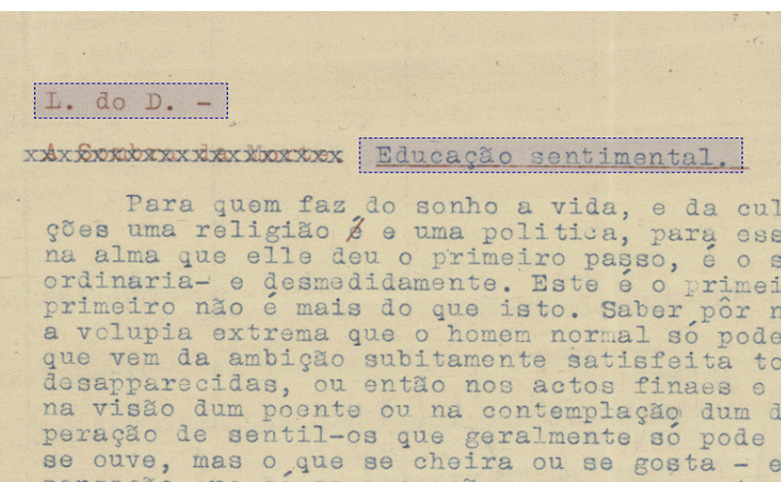 L. do D. -
A Sombra da Morte. Educação sentimental.
Para quem faz do sonho a vida, e da cul
ções uma religião é e uma politica, para ess
na alma que elle deu o primeiro passo, é o s
ordinaria- e desmedidamente. Este é o primei
primeiro não é mais do que isto. Saber pôr n
a volupia extrema que o homem normal só pode
que vem da ambição subitamente satisfeita to
desapparecidas, ou então nos actos finaes e
na visão dum poente ou na contemplação dum d
peração de sentil-os que geralmente só pode
se ouve, mas o que se cheira ou se gosta - e